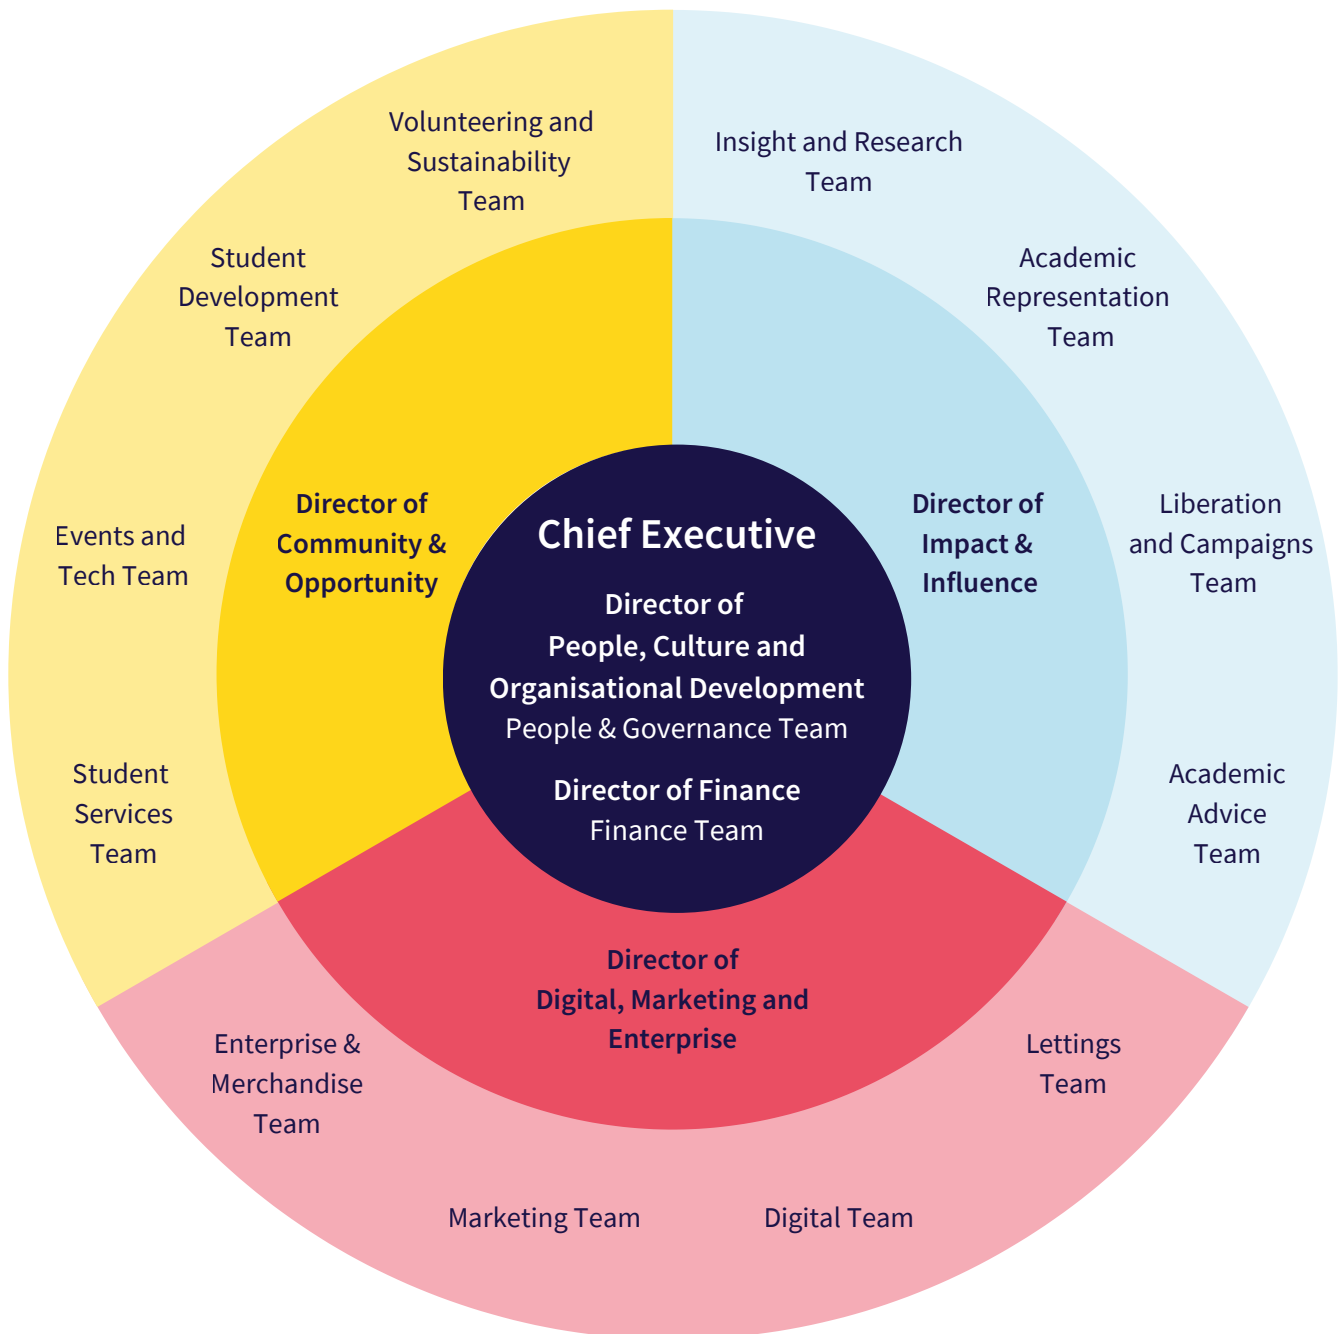 Volunteering and
Sustainability
Team
Insight and Research
Team
Student
Development
Team
Academic
Representation
Team
Events and
Tech Team
Director of
Community &
Opportunity
Chief Executive
Director of
People, Culture and
Organisational Development
People & Governance Team
Director of Finance
Finance Team
Director of
Impact &
Influence
Liberation
and Campaigns
Team
Student
Services
Team
Academic
Advice
Team
Director of
Digital, Marketing and
Enterprise
Enterprise &
Merchandise
Team
Lettings
Team
Marketing Team
Digital Team